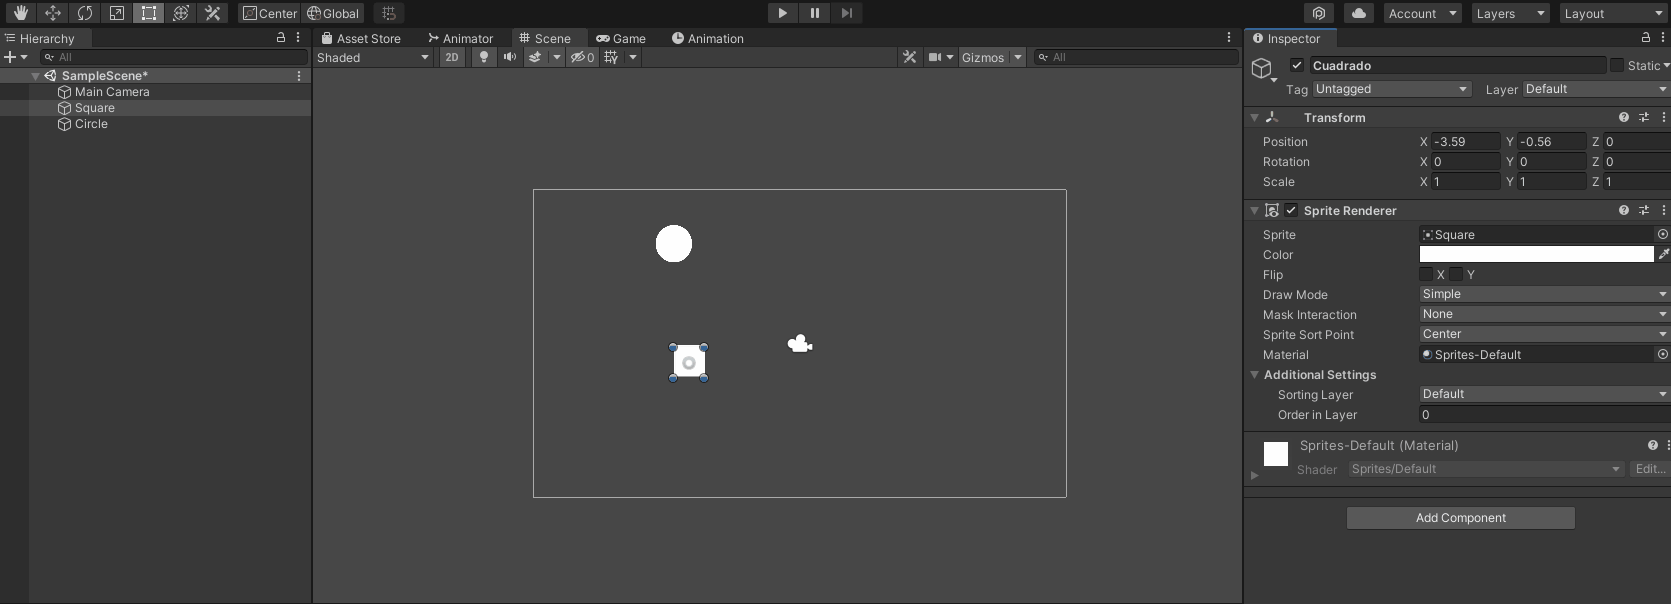 Center Global Account Layers Layout
Hierarchy
All
SampleScene*
Main Camera
Square
Circle
Asset Store Animator Scene Game Animation
Shaded 2D 0 Gizmos All
Inspector
Cuadrado Static
Tag Untagged Layer Default
Transform
Position X -3.59 Y -0.56 Z 0
Rotation X 0 Y 0 Z 0
Scale X 1 Y 1 Z 1
Sprite Renderer
Sprite Square
Color
Flip X Y
Draw Mode Simple
Mask Interaction None
Sprite Sort Point Center
Material Sprites-Default
Additional Settings
Sorting Layer Default
Order in Layer 0
Sprites-Default (Material)
Shader Sprites/Default Edit...
Add Component